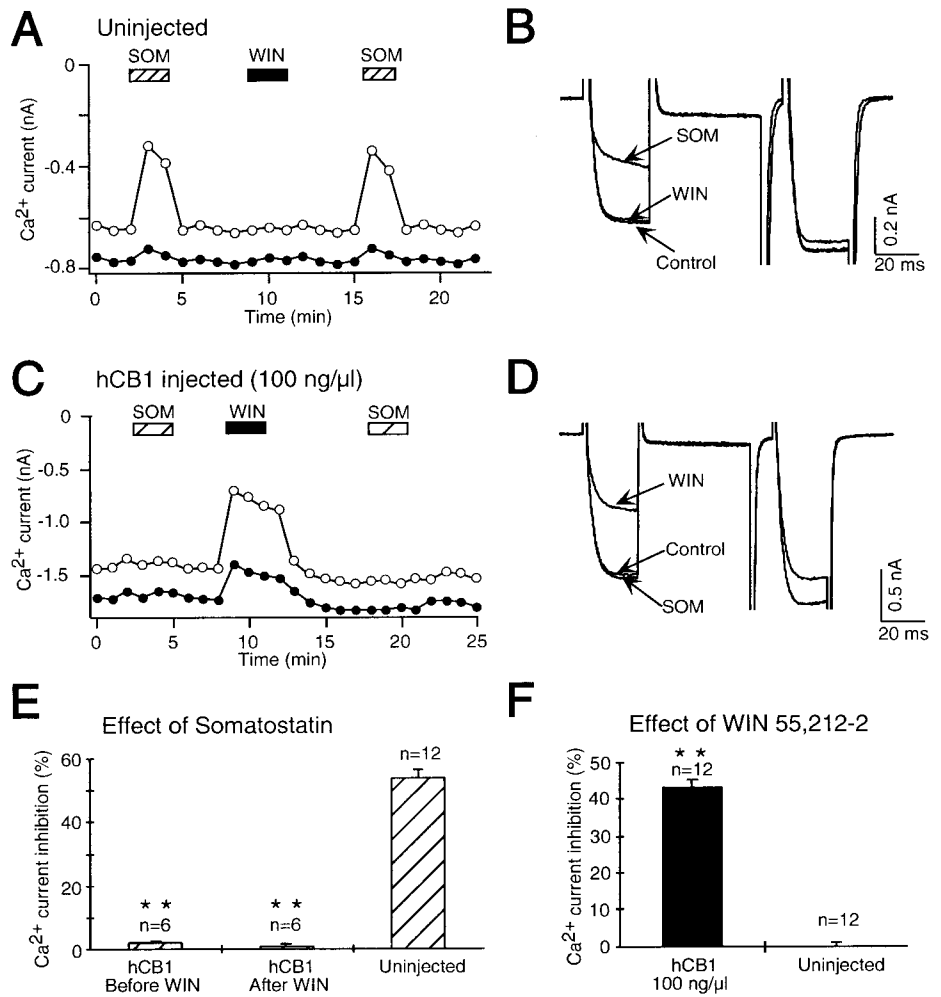 A
Uninjected
SOM
WIN
SOM
0
-0.4
-0.8
Ca2+ current (nA)
0
5
10
15
20
Time (min)
B
SOM
WIN
Control
0.2 nA
20 ms
C
hCB1 injected (100 ng/µl)
SOM
WIN
SOM
0
-0.5
-1.0
-1.5
Ca2+ current (nA)
0
5
10
15
20
25
Time (min)
D
WIN
Control
SOM
0.5 nA
20 ms
E
Effect of Somatostatin
60
40
20
0
Ca2+ current inhibition (%)
* *
n=6
* *
n=6
n=12
hCB1
Before WIN
hCB1
After WIN
Uninjected
F
Effect of WIN 55,212-2
50
40
30
20
10
0
Ca2+ current inhibition (%)
* *
n=12
n=12
hCB1
100 ng/µl
Uninjected